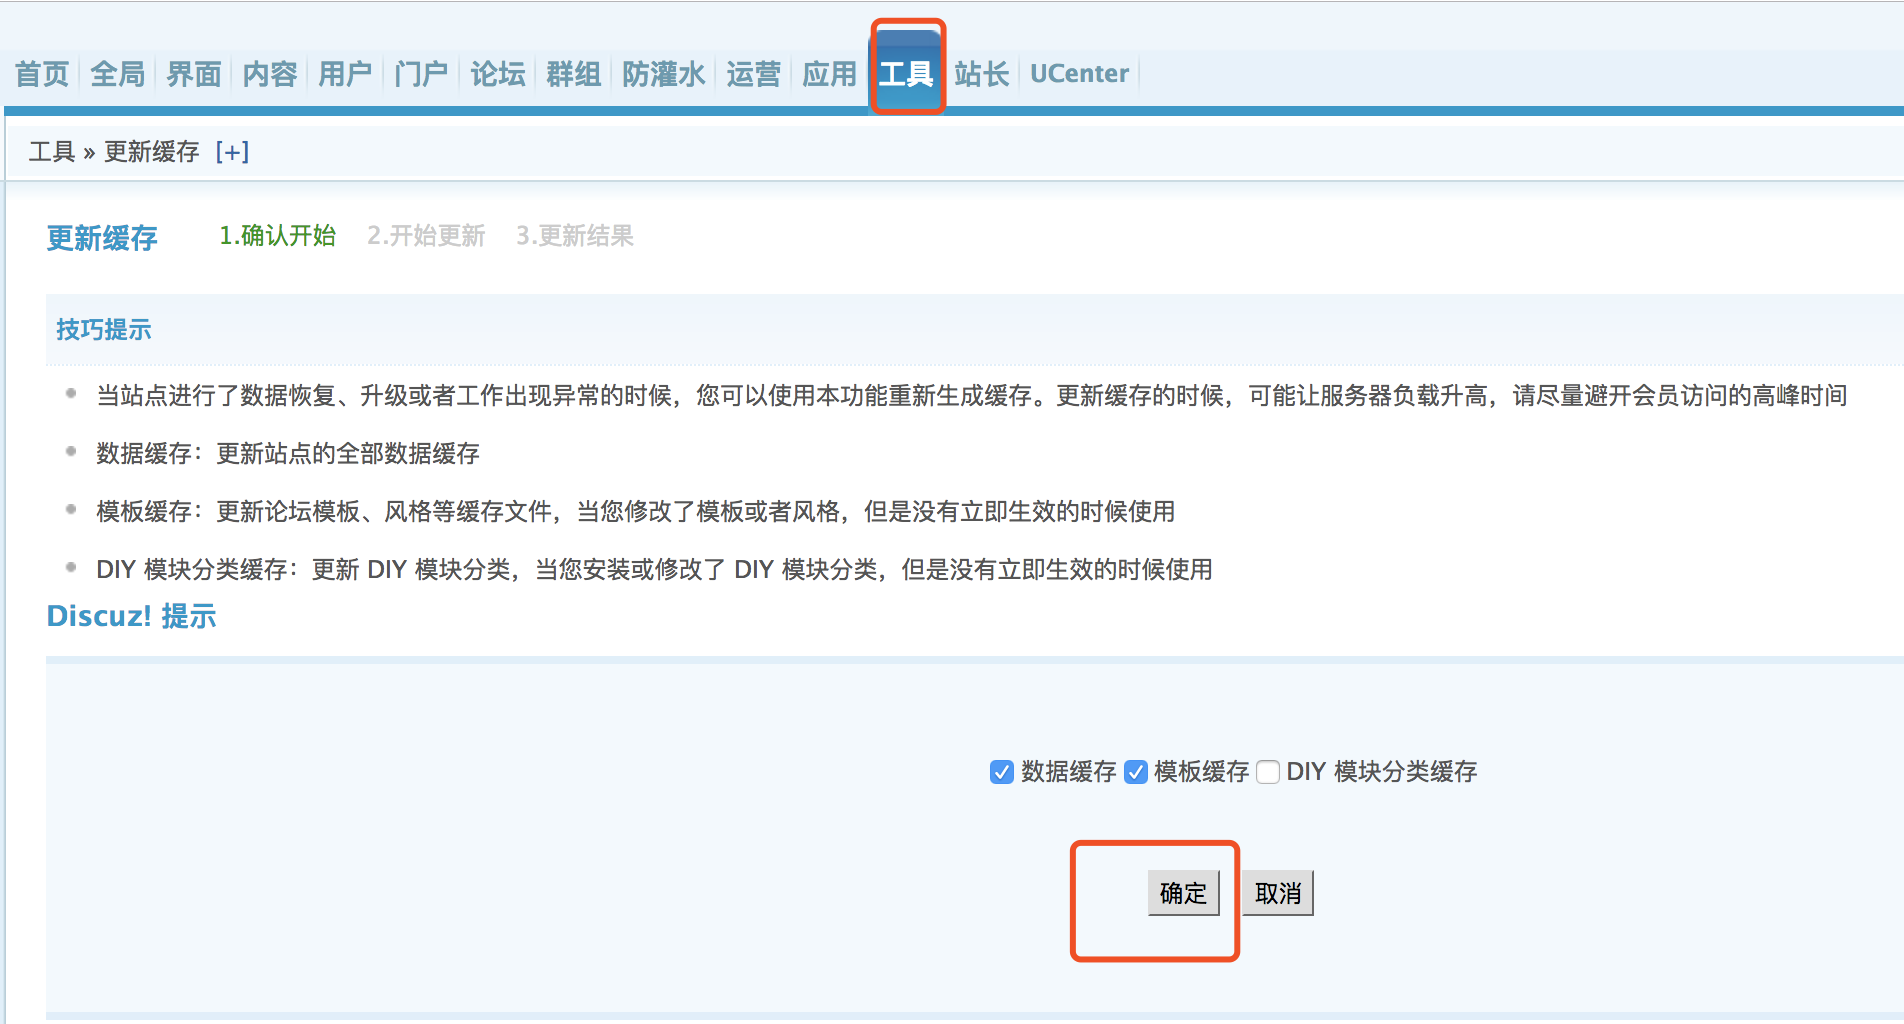 首页 全局 界面 内容 用户 门户 论坛 群组 防灌水 运营 应用 工具 站长 UCenter
工具 » 更新缓存 [+]
更新缓存 1.确认开始 2.开始更新 3.更新结果
技巧提示
当站点进行了数据恢复、升级或者工作出现异常的时候，您可以使用本功能重新生成缓存。更新缓存的时候，可能让服务器负载升高，请尽量避开会员访问的高峰时间
数据缓存：更新站点的全部数据缓存
模板缓存：更新论坛模板、风格等缓存文件，当您修改了模板或者风格，但是没有立即生效的时候使用
DIY 模块分类缓存：更新 DIY 模块分类，当您安装或修改了 DIY 模块分类，但是没有立即生效的时候使用
Discuz! 提示
数据缓存 模板缓存 DIY 模块分类缓存
确定 取消